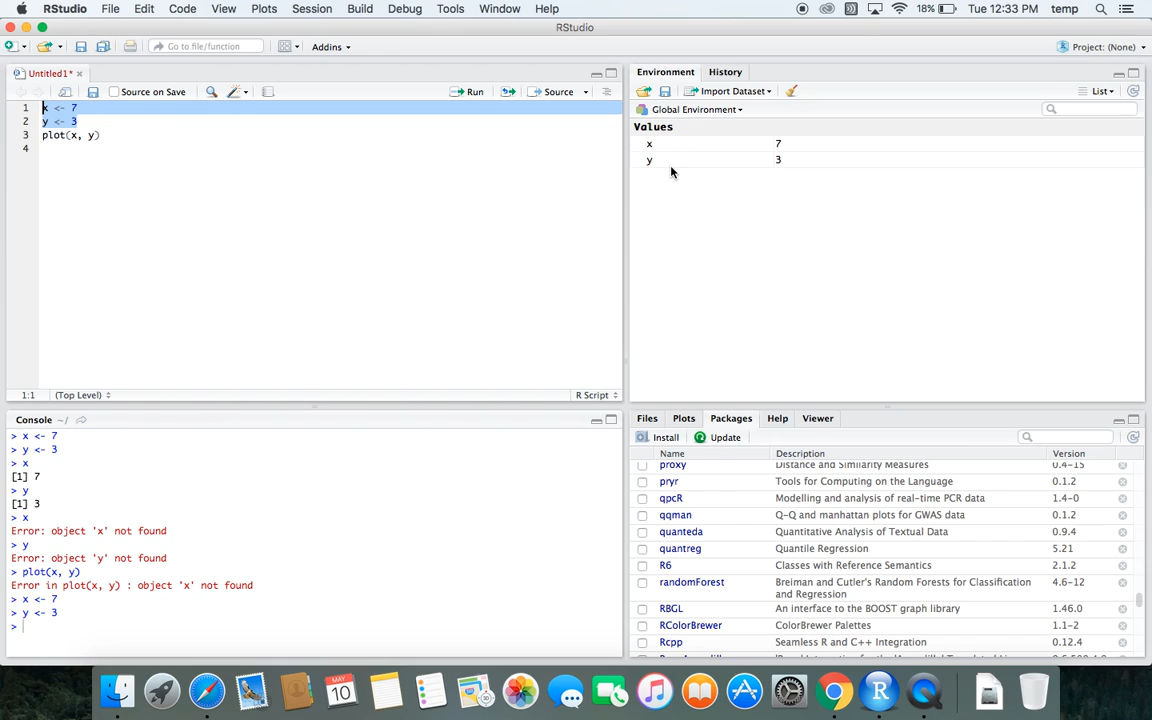 RStudio File Edit Code View Plots Session Build Debug Tools Window Help 18% Tue 12:33 PM temp
RStudio
Go to file/function Addins Project: (None)
Untitled1*
Source on Save Run Source
1 x <- 7
2 y <- 3
3 plot(x, y)
4
1:1 (Top Level) R Script
Environment History
Import Dataset List
Global Environment
Values
x 7
y 3
Console ~/
> x <- 7
> y <- 3
> x
[1] 7
> y
[1] 3
> x
Error: object 'x' not found
> y
Error: object 'y' not found
> plot(x, y)
Error in plot(x, y) : object 'x' not found
> x <- 7
> y <- 3
>
Files Plots Packages Help Viewer
Install Update
Name Description Version
proxy Distance and Similarity Measures 0.4-15
pryr Tools for Computing on the Language 0.1.2
qpcR Modelling and analysis of real-time PCR data 1.4-0
qqman Q-Q and manhattan plots for GWAS data 0.1.2
quanteda Quantitative Analysis of Textual Data 0.9.4
quantreg Quantile Regression 5.21
R6 Classes with Reference Semantics 2.1.2
randomForest Breiman and Cutler's Random Forests for Classification 4.6-12
and Regression
RBGL An interface to the BOOST graph library 1.46.0
RColorBrewer ColorBrewer Palettes 1.1-2
Rcpp Seamless R and C++ Integration 0.12.4
MAY
10
R